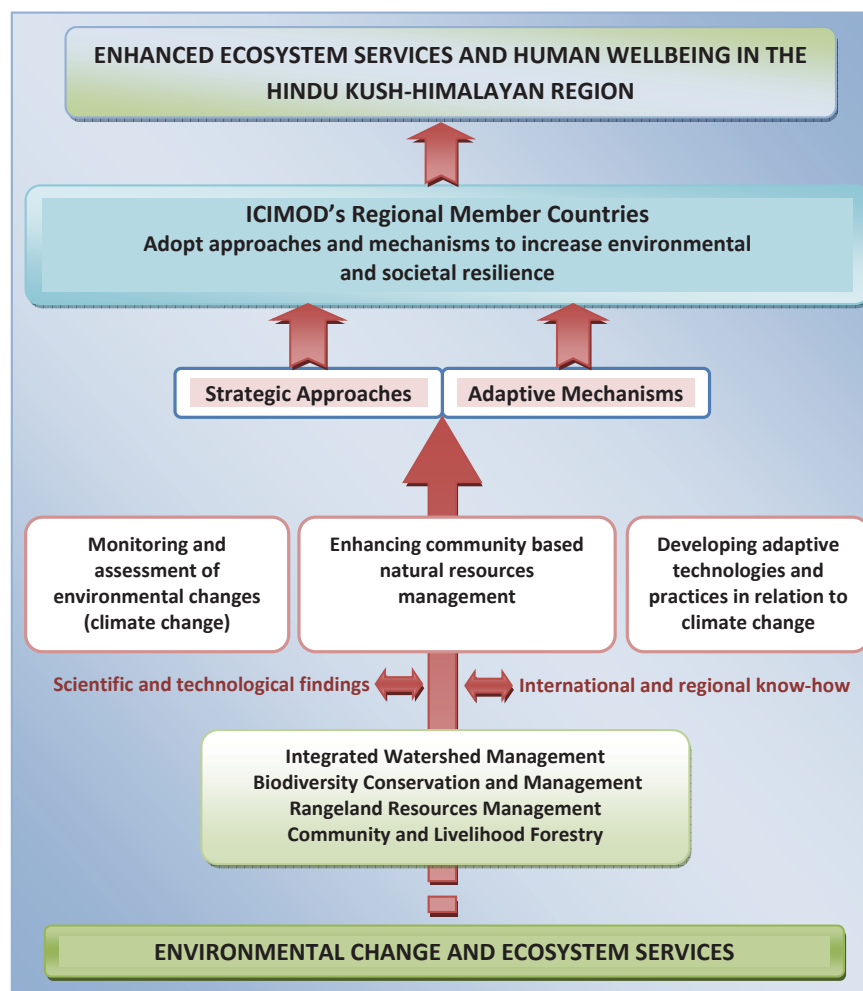 ENHANCED ECOSYSTEM SERVICES AND HUMAN WELLBEING IN THE
HINDU KUSH-HIMALAYAN REGION
ICIMOD's Regional Member Countries
Adopt approaches and mechanisms to increase environmental
and societal resilience
Strategic Approaches
Adaptive Mechanisms
Monitoring and
assessment of
environmental changes
(climate change)
Enhancing community based
natural resources
management
Developing adaptive
technologies and
practices in relation to
climate change
Scientific and technological findings
International and regional know-how
Integrated Watershed Management
Biodiversity Conservation and Management
Rangeland Resources Management
Community and Livelihood Forestry
ENVIRONMENTAL CHANGE AND ECOSYSTEM SERVICES